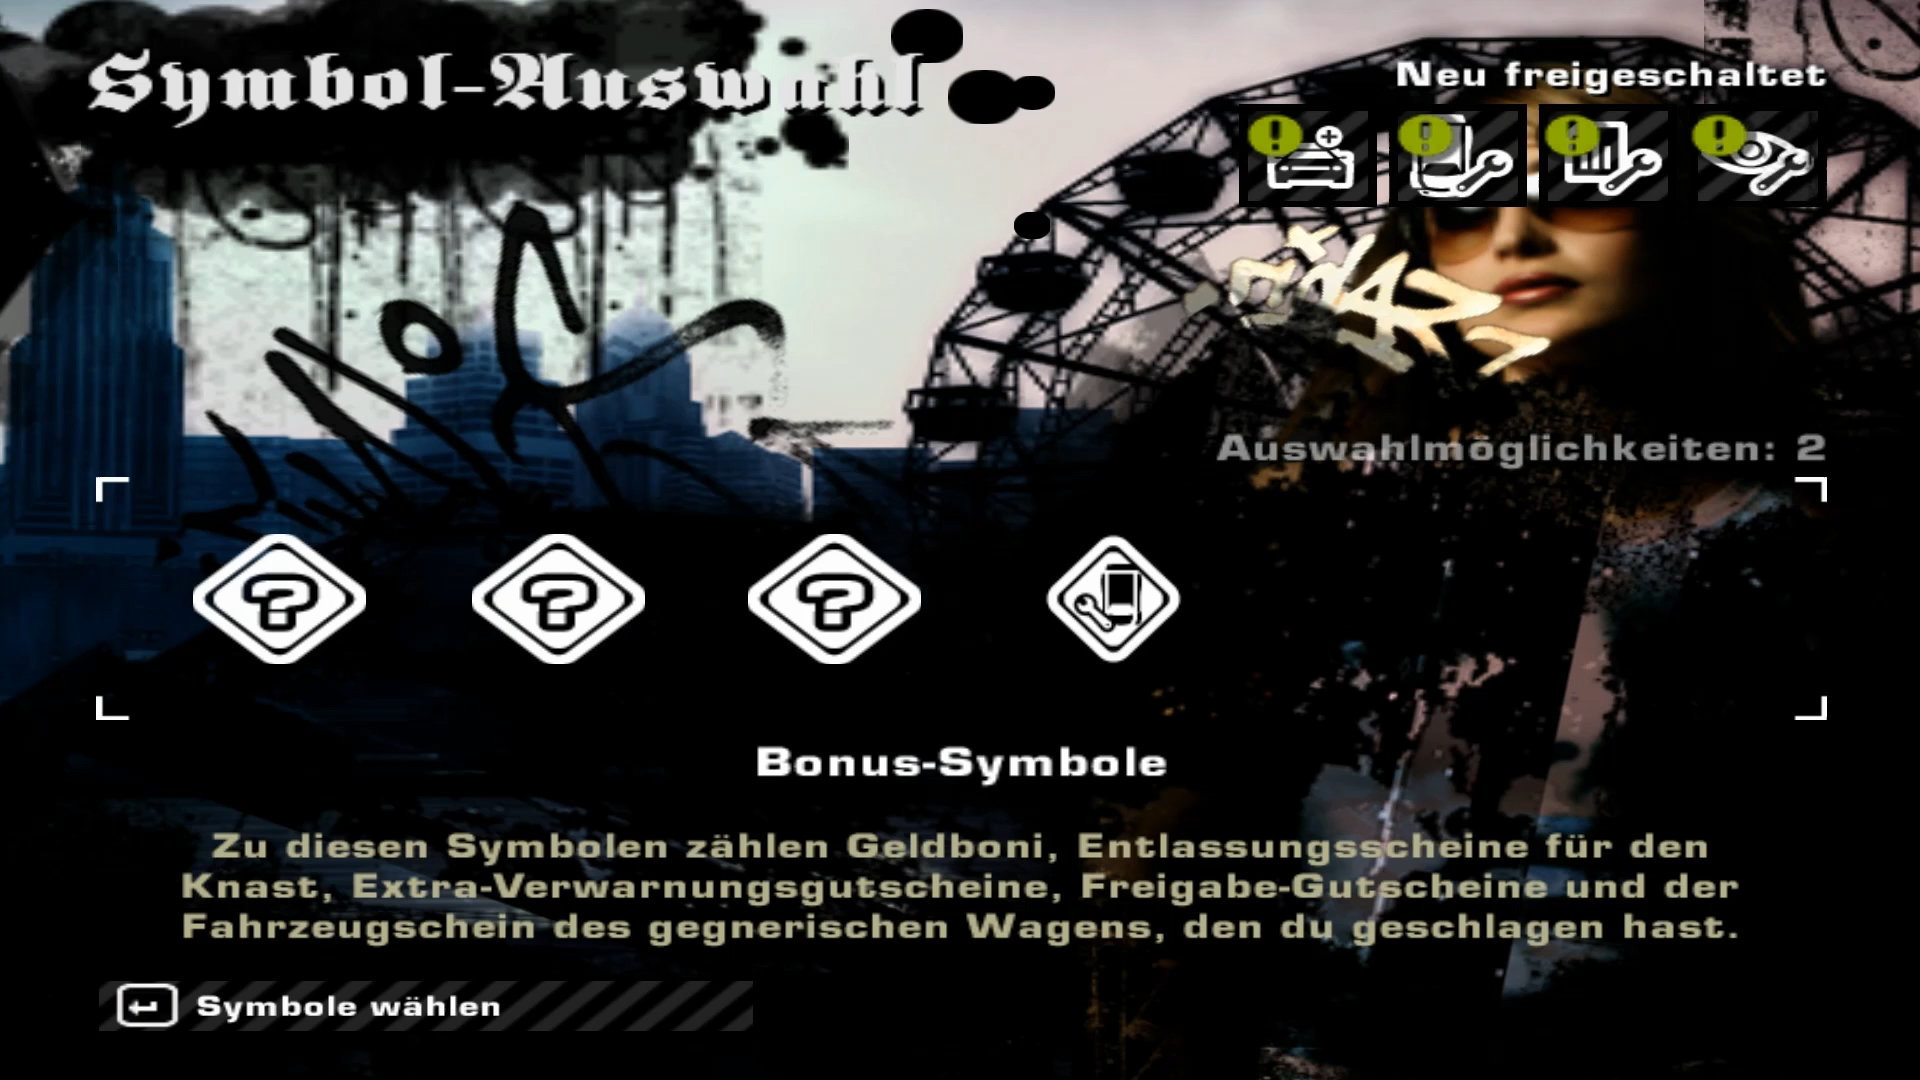 Symbol-Auswahl
Neu freigeschaltet
Auswahlmöglichkeiten: 2
Bonus-Symbole
Zu diesen Symbolen zählen Geldboni, Entlassungsscheine für den
Knast, Extra-Verwarnungsgutscheine, Freigabe-Gutscheine und der
Fahrzeugschein des gegnerischen Wagens, den du geschlagen hast.
Symbole wählen